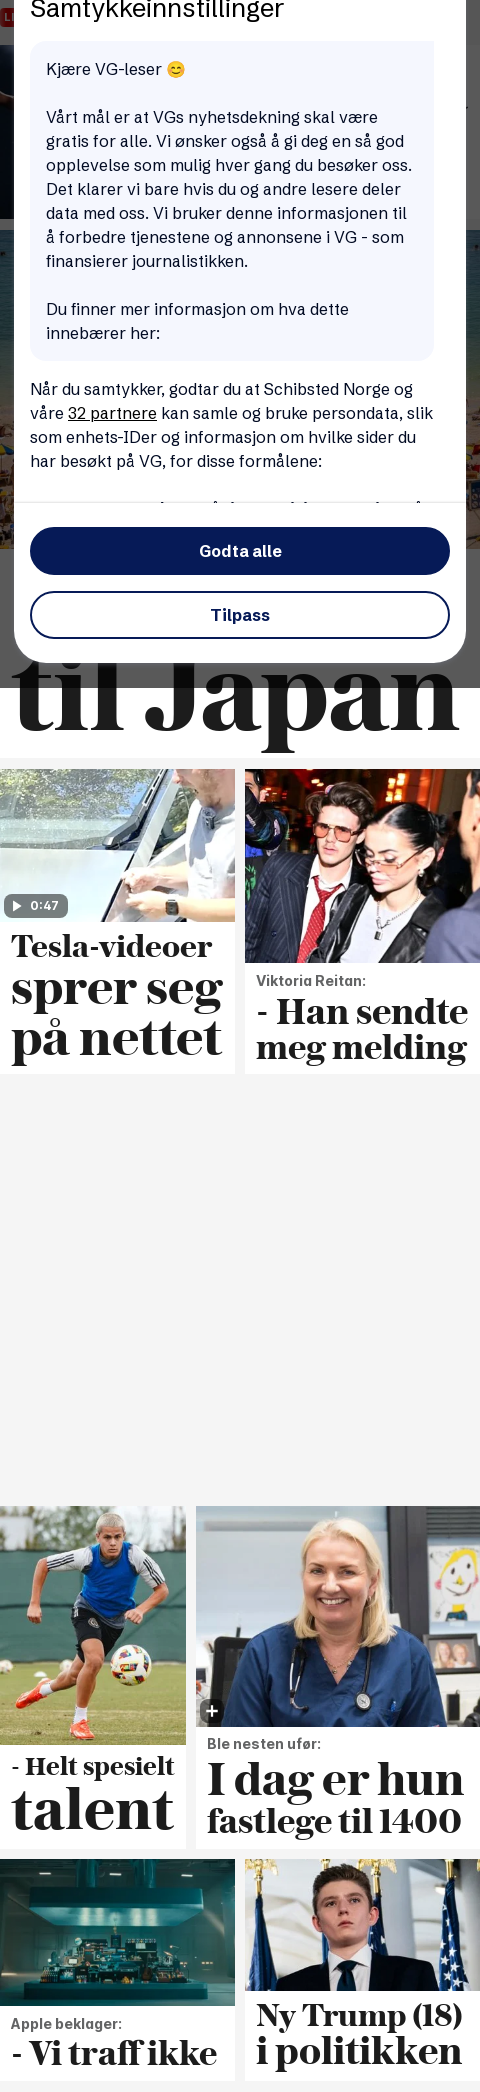 Samtykkeinnstillinger
Kjære VG-leser 😊
Vårt mål er at VGs nyhetsdekning skal være
gratis for alle. Vi ønsker også å gi deg en så god
opplevelse som mulig hver gang du besøker oss.
Det klarer vi bare hvis du og andre lesere deler
data med oss. Vi bruker denne informasjonen til
å forbedre tjenestene og annonsene i VG - som
finansierer journalistikken.
Du finner mer informasjon om hva dette
innebærer her:
Når du samtykker, godtar du at Schibsted Norge og
våre 32 partnere kan samle og bruke persondata, slik
som enhets-IDer og informasjon om hvilke sider du
har besøkt på VG, for disse formålene:
Godta alle
Tilpass
til Japan
0:47
Tesla-videoer
sprer seg
på nettet
Viktoria Reitan:
- Han sendte
meg melding
- Helt spesielt
talent
Ble nesten ufør:
I dag er hun
fastlege til 1400
Apple beklager:
- Vi traff ikke
Ny Trump (18)
i politikken